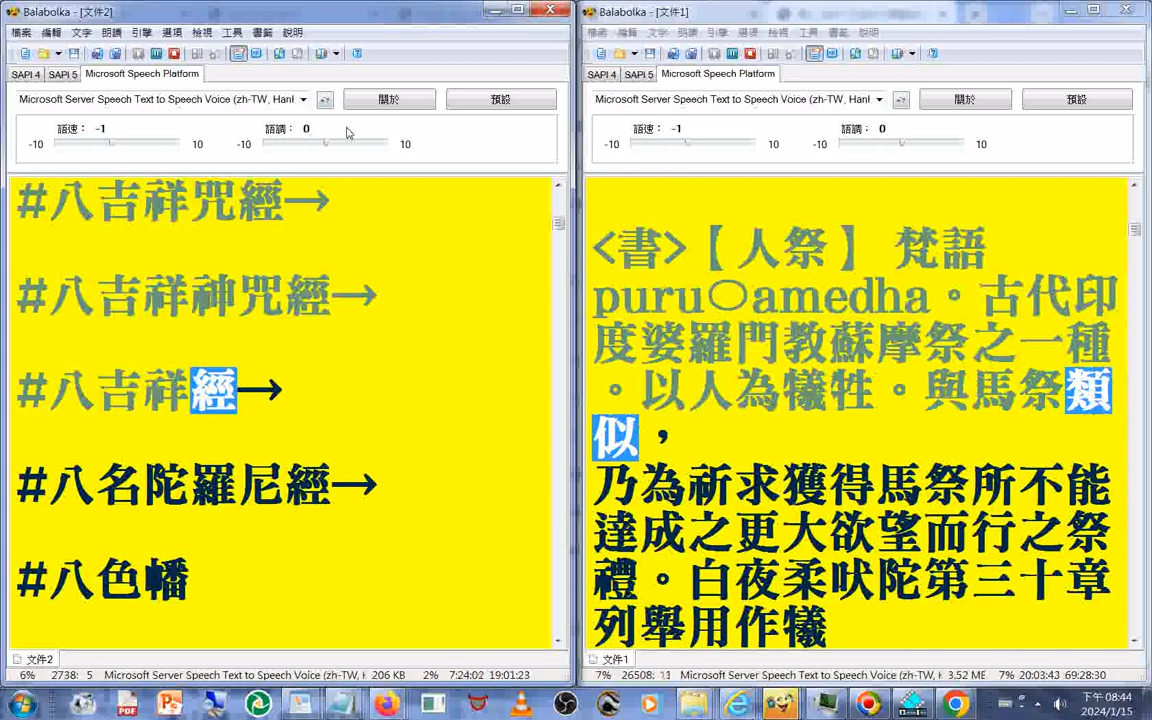 Balabolka - [文件2]
檔案 編輯 文字 朗讀 引擎 選項 檢視 工具 書籤 說明
SAPI 4 SAPI 5 Microsoft Speech Platform
Microsoft Server Speech Text to Speech Voice (zh-TW, Hanl
關於 預設
語速： -1 語調： 0
-10 10 -10 10
#八吉祥咒經→
#八吉祥神咒經→
#八吉祥經→
#八名陀羅尼經→
#八色幡
文件2
6% 2738: 5 Microsoft Server Speech Text to Speech Voice (zh-TW, H 206 KB 2% 7:24:02 19:01:23
Balabolka - [文件1]
檔案 編輯 文字 朗讀 引擎 選項 檢視 工具 書籤 說明
SAPI 4 SAPI 5 Microsoft Speech Platform
Microsoft Server Speech Text to Speech Voice (zh-TW, Hanl
關於 預設
語速： -1 語調： 0
-10 10 -10 10
<書>【人祭】 梵語
puru○amedha。古代印
度婆羅門教蘇摩祭之一種
。以人為犧牲。與馬祭類
似，
乃為祈求獲得馬祭所不能
達成之更大欲望而行之祭
禮。白夜柔吠陀第三十章
列舉用作犧
文件1
7% 26508: 11 Microsoft Server Speech Text to Speech Voice (zh-TW, H 3.52 ME 7% 20:03:43 69:28:30
PDF
下午 08:44
2024/1/15